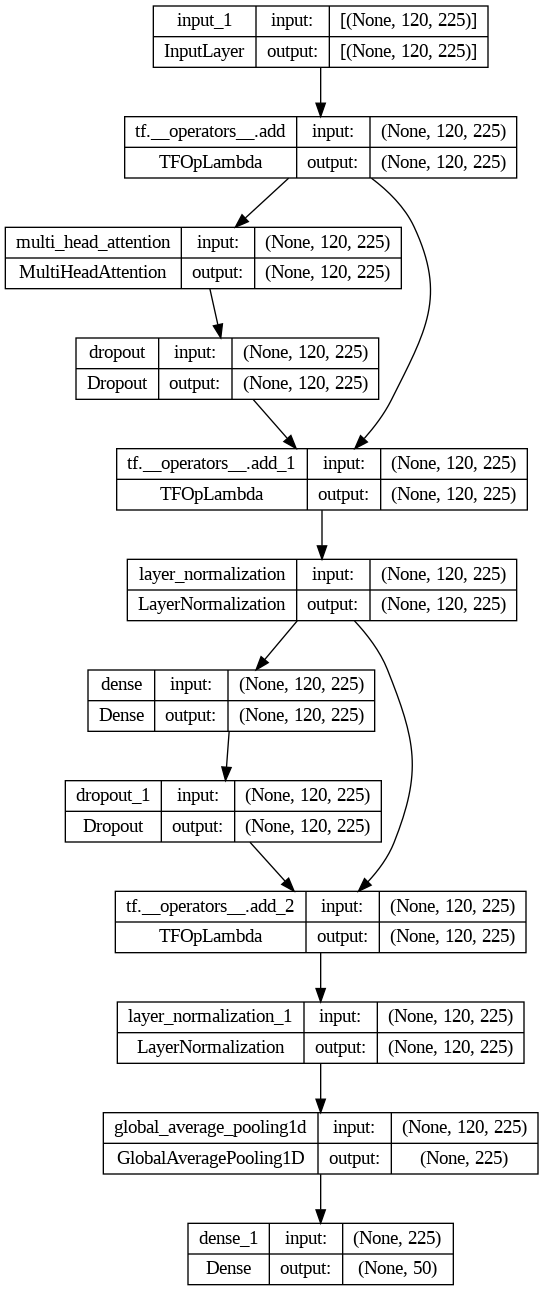 input_1 input: [(None, 120, 225)]
InputLayer output: [(None, 120, 225)]
tf.__operators__.add input: (None, 120, 225)
TFOpLambda output: (None, 120, 225)
multi_head_attention input: (None, 120, 225)
MultiHeadAttention output: (None, 120, 225)
dropout input: (None, 120, 225)
Dropout output: (None, 120, 225)
tf.__operators__.add_1 input: (None, 120, 225)
TFOpLambda output: (None, 120, 225)
layer_normalization input: (None, 120, 225)
LayerNormalization output: (None, 120, 225)
dense input: (None, 120, 225)
Dense output: (None, 120, 225)
dropout_1 input: (None, 120, 225)
Dropout output: (None, 120, 225)
tf.__operators__.add_2 input: (None, 120, 225)
TFOpLambda output: (None, 120, 225)
layer_normalization_1 input: (None, 120, 225)
LayerNormalization output: (None, 120, 225)
global_average_pooling1d input: (None, 120, 225)
GlobalAveragePooling1D output: (None, 225)
dense_1 input: (None, 225)
Dense output: (None, 50)